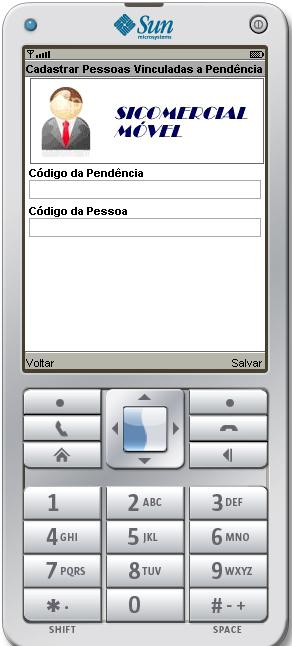 Sun
microsystems
Cadastrar Pessoas Vinculadas a Pendência
SICOMERCIAL
MÓVEL
Código da Pendência
Código da Pessoa
Voltar Salvar
1 2 ABC 3 DEF
4 GHI 5 JKL 6 MNO
7 PQRS 8 TUV 9 WXYZ
* . 0 # - +
SHIFT SPACE